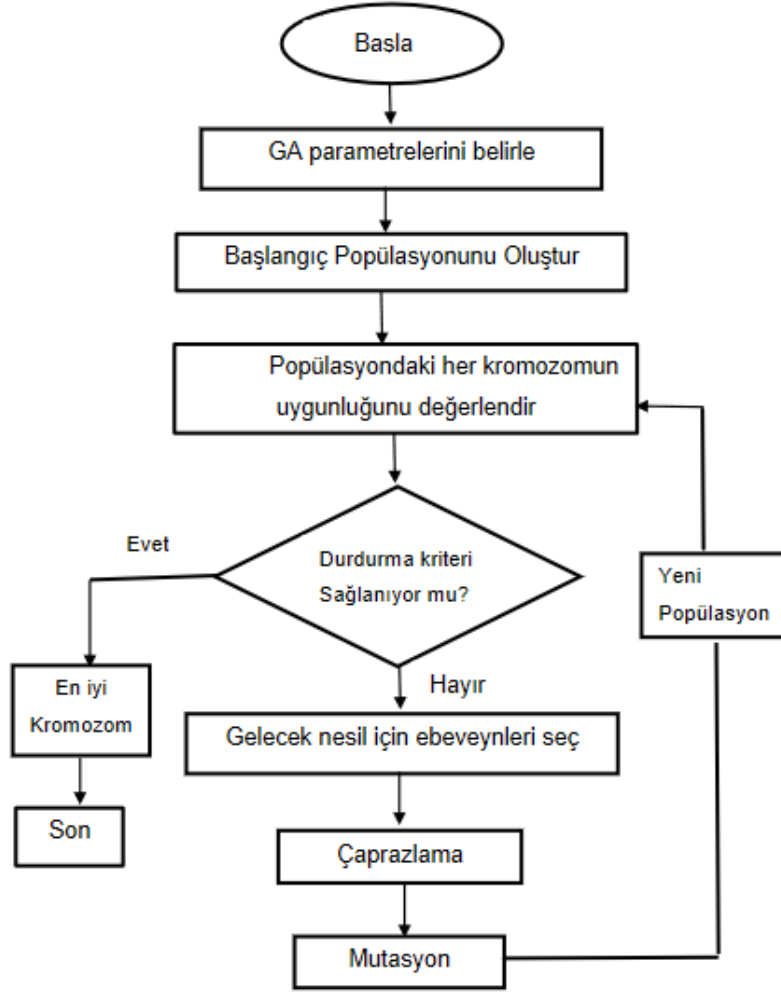 Başla
GA parametrelerini belirle
Başlangıç Popülasyonunu Oluştur
Popülasyondaki her kromozomun
uygunluğunu değerlendir
Evet
Durdurma kriteri
Sağlanıyor mu?
Yeni
Popülasyon
En iyi
Kromozom
Hayır
Gelecek nesil için ebeveynleri seç
Son
Çaprazlama
Mutasyon